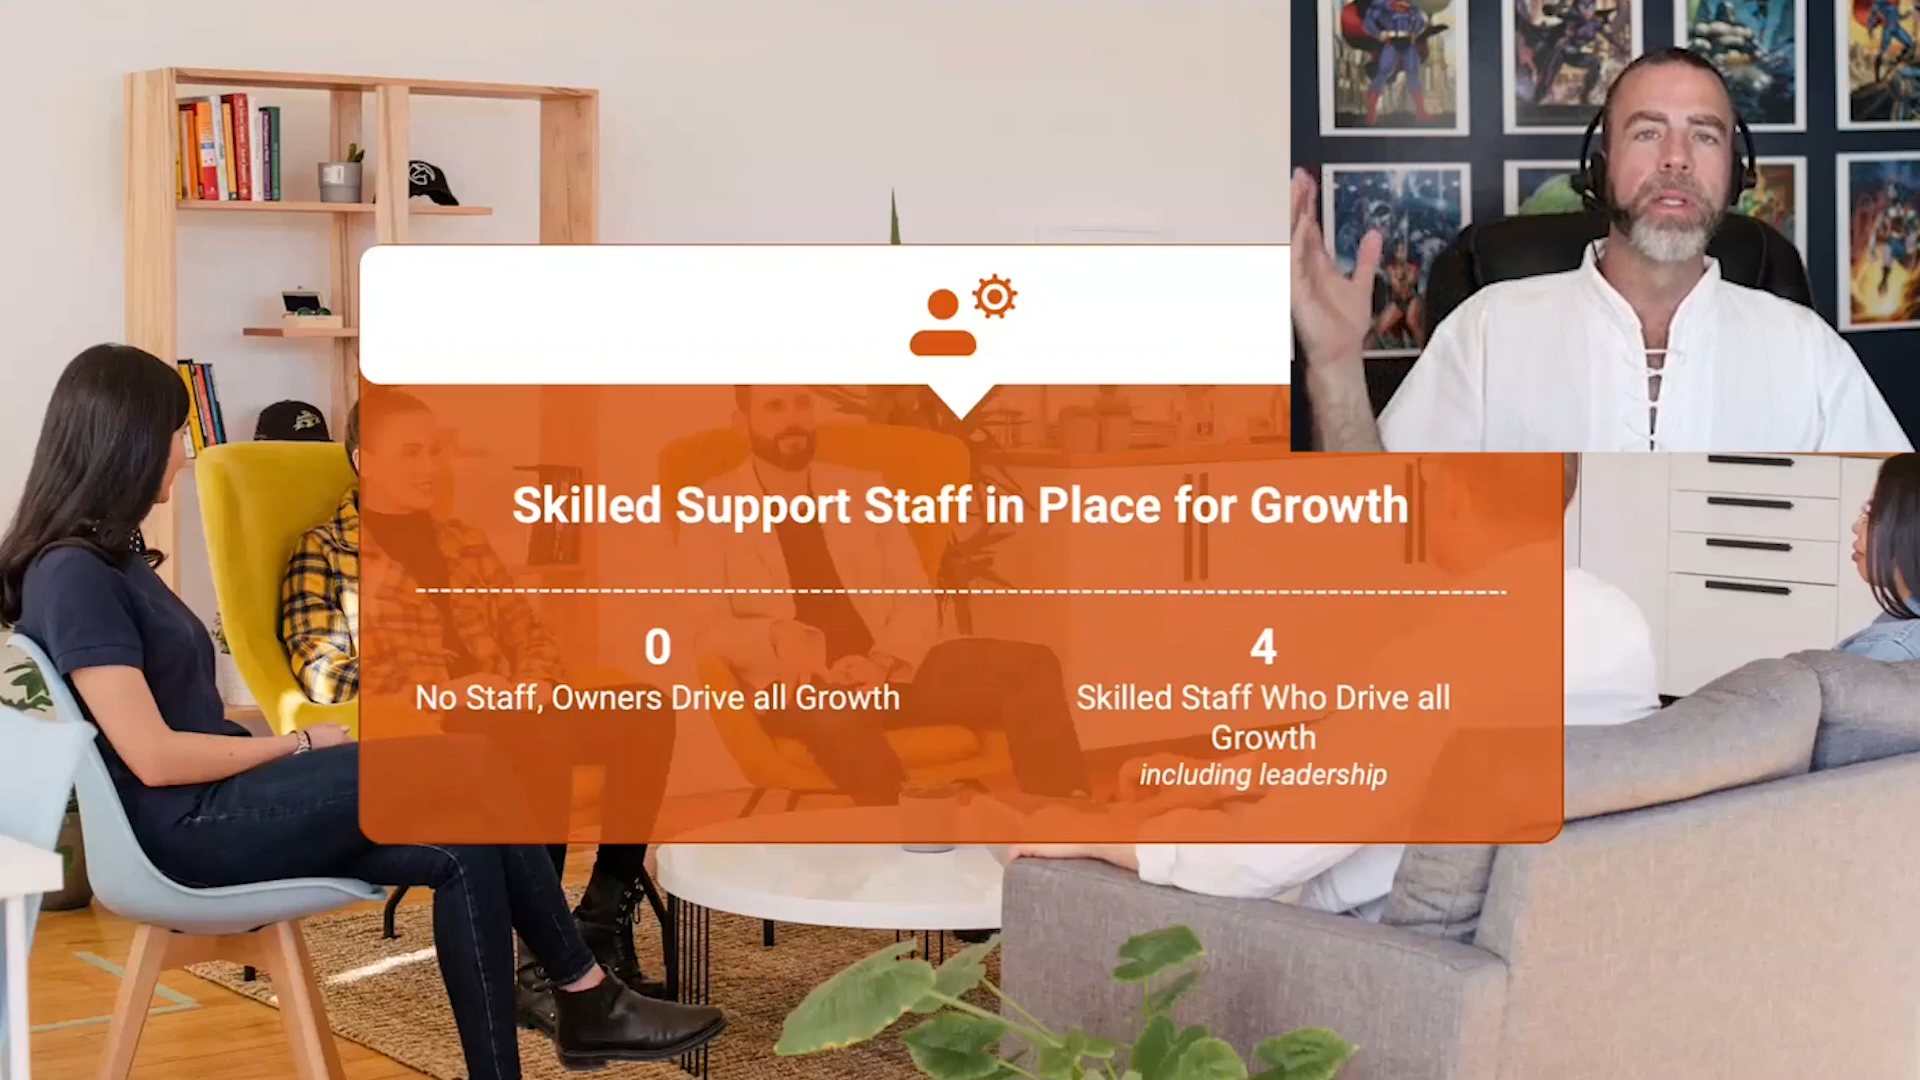 Skilled Support Staff in Place for Growth
0
No Staff, Owners Drive all Growth
4
Skilled Staff Who Drive all
Growth
including leadership